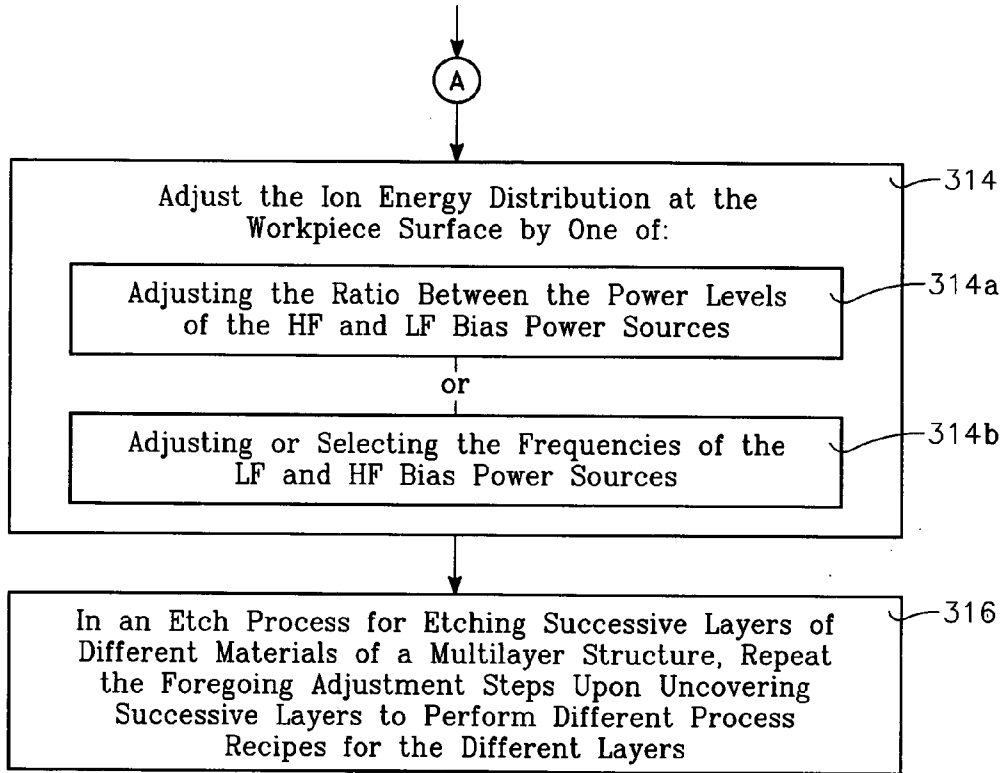 A
314
Adjust the Ion Energy Distribution at the
Workpiece Surface by One of:
314a
Adjusting the Ratio Between the Power Levels
of the HF and LF Bias Power Sources
or
314b
Adjusting or Selecting the Frequencies of the
LF and HF Bias Power Sources
316
In an Etch Process for Etching Successive Layers of
Different Materials of a Multilayer Structure, Repeat
the Foregoing Adjustment Steps Upon Uncovering
Successive Layers to Perform Different Process
Recipes for the Different Layers